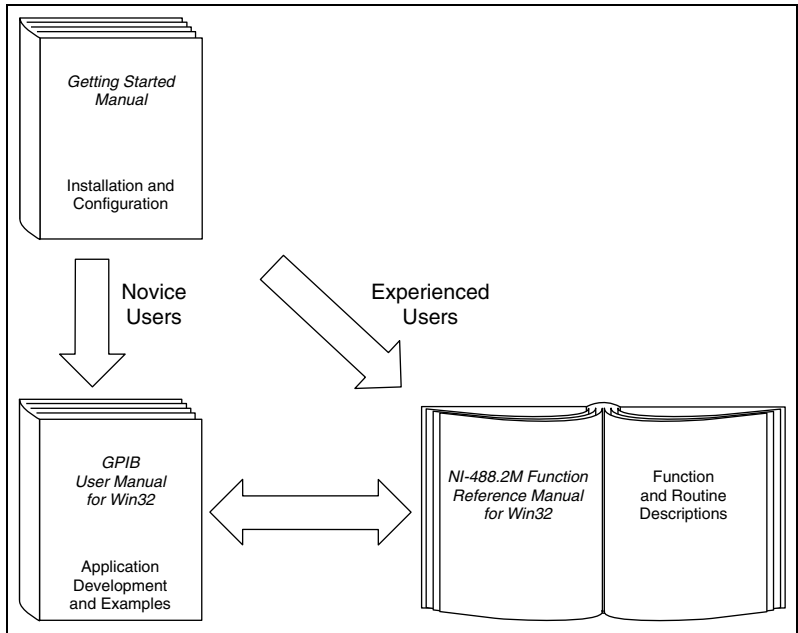 Getting Started
Manual
Installation and
Configuration
Novice
Users
Experienced
Users
GPIB
User Manual
for Win32
Application
Development
and Examples
NI-488.2M Function
Reference Manual
for Win32
Function
and Routine
Descriptions